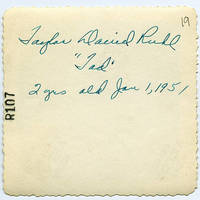 19
Taylor David Ruhl
"Tad"
2 yrs old Jan 1, 1951
R107